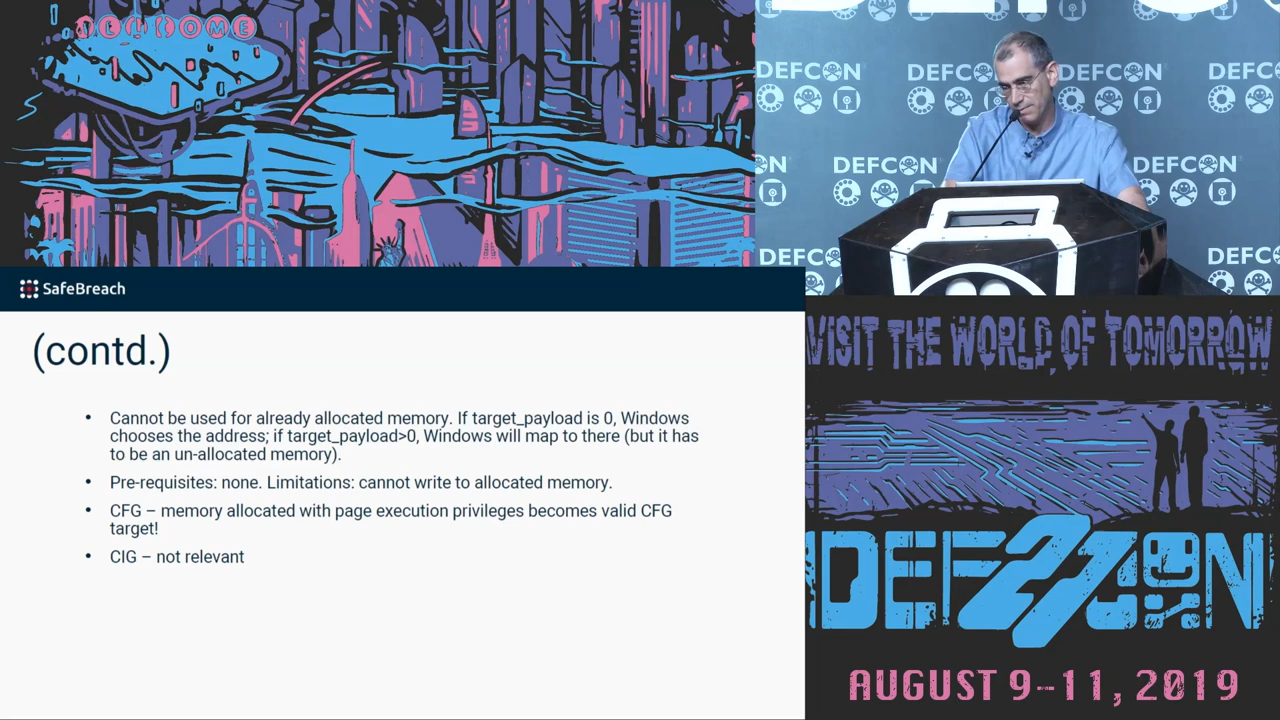 WELCOME
DEFCON DEFCON DEFCON DEFCON
DEFCON DEFCON
DEFCON DEFCON
SafeBreach
(contd.)
• Cannot be used for already allocated memory. If target_payload is 0, Windows
chooses the address; if target_payload>0, Windows will map to there (but it has
to be an un-allocated memory).
• Pre-requisites: none. Limitations: cannot write to allocated memory.
• CFG – memory allocated with page execution privileges becomes valid CFG
target!
• CIG – not relevant
VISIT THE WORLD OF TOMORROW
DEF27CON
AUGUST 9–11, 2019